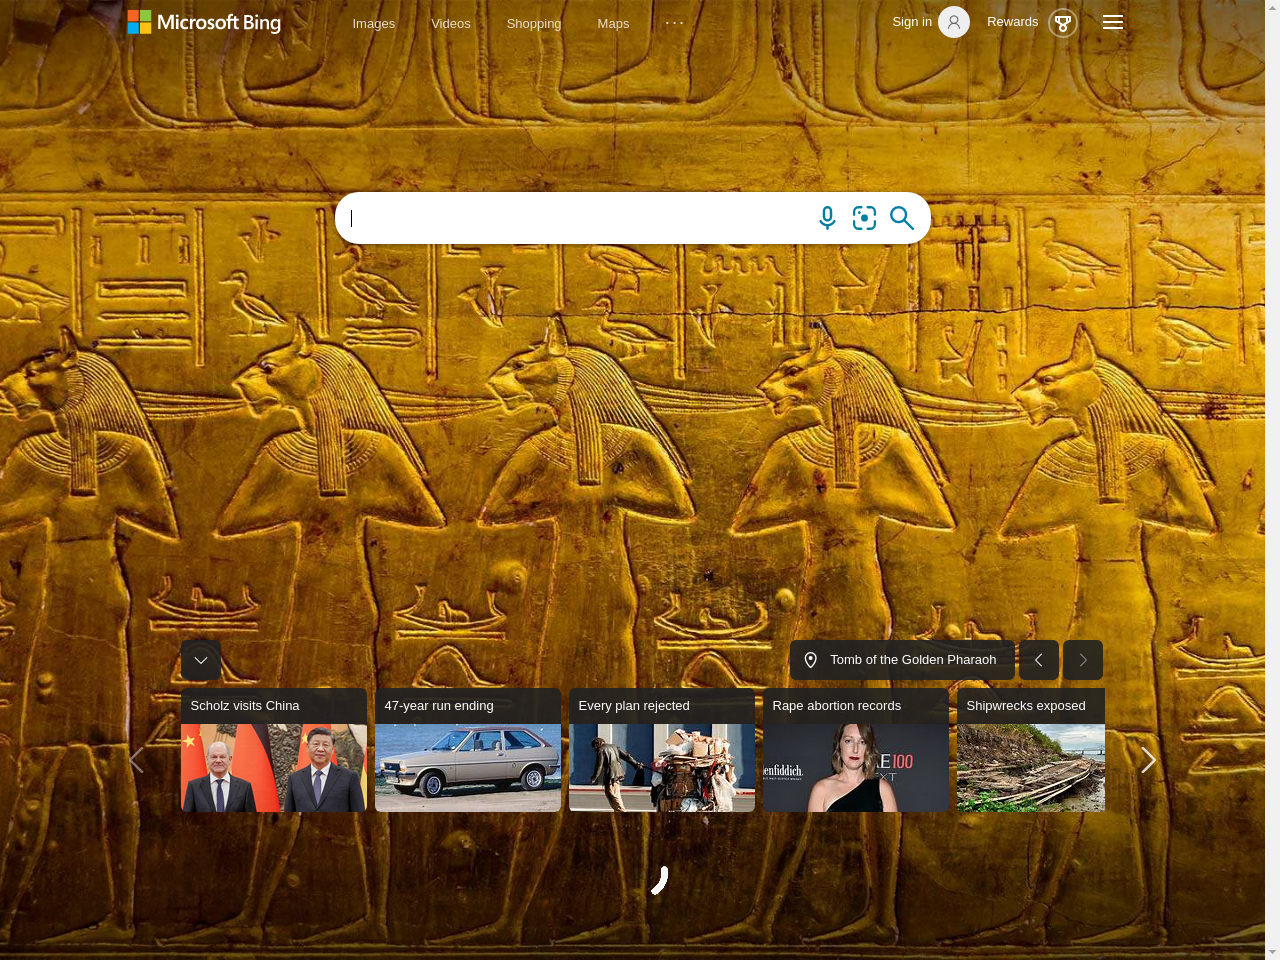 Microsoft Bing
Images
Videos
Shopping
Maps
...
Sign in
Rewards
Tomb of the Golden Pharaoh
Scholz visits China
47-year run ending
Every plan rejected
Rape abortion records
Shipwrecks exposed